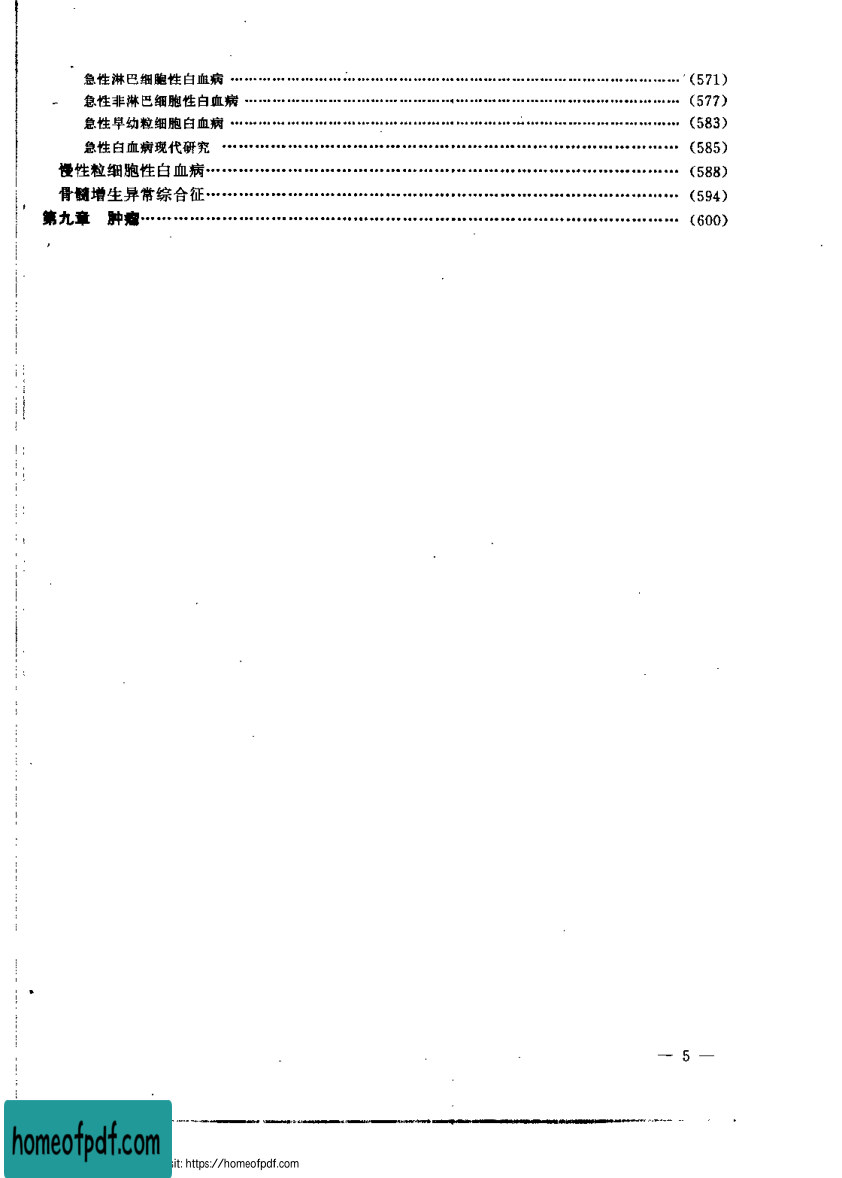 急性淋巴细胞性白血病 ……………………………………………………………………………… (571)
急性非淋巴细胞性白血病 ……………………………………………………………………………… (577)
急性早幼粒细胞白血病 ……………………………………………………………………………… (583)
急性白血病现代研究 ……………………………………………………………………………… (585)
慢性粒细胞性白血病……………………………………………………………………………… (588)
骨髓增生异常综合征……………………………………………………………………………… (594)
第九章 肿瘤……………………………………………………………………………… (600)
— 5 —
homeofpdf.com
sit: https://homeofpdf.com